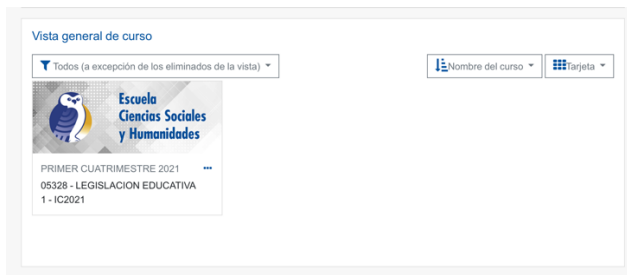 Vista general de curso
Todos (a excepción de los eliminados de la vista)
Nombre del curso
Tarjeta
Escuela
Ciencias Sociales
y Humanidades
PRIMER CUATRIMESTRE 2021
05328 - LEGISLACION EDUCATIVA
1 - IC2021